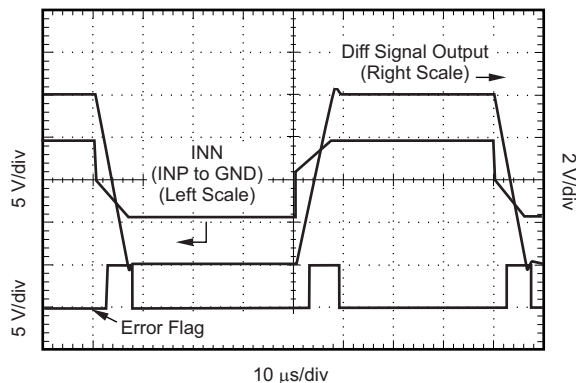 Diff Signal Output
(Right Scale)
INN
(INP to GND)
(Left Scale)
5 V/div
2 V/div
5 V/div
Error Flag
10 μs/div